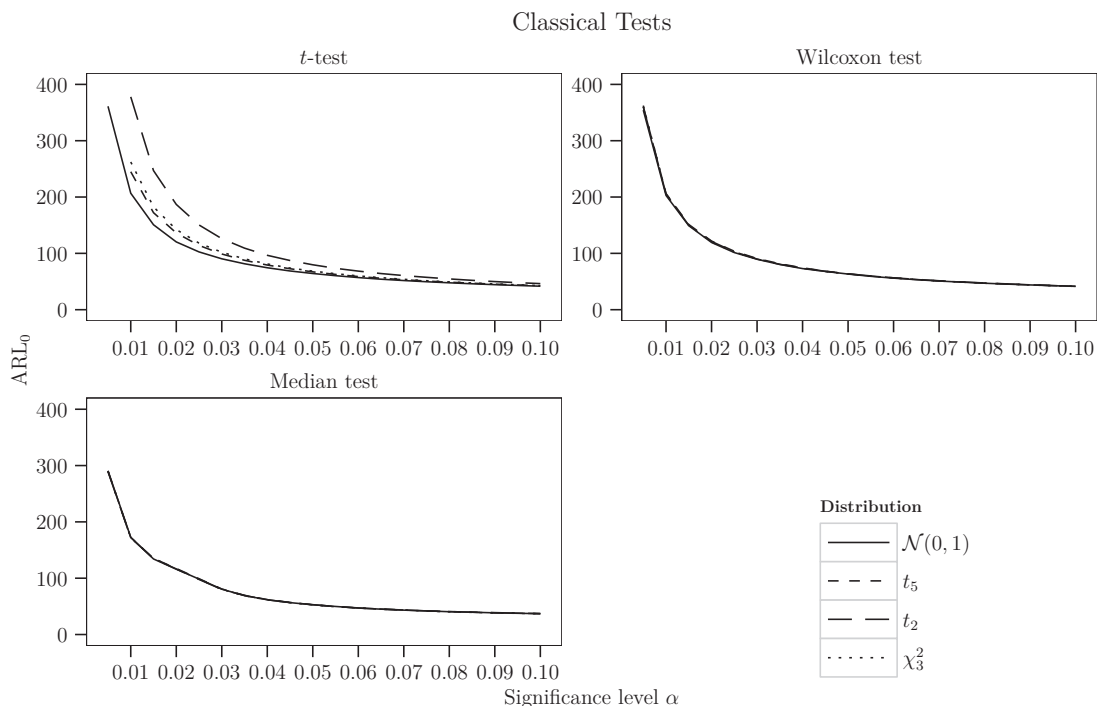 Classical Tests
t-test
Wilcoxon test
400
300
200
100
0
400
300
200
100
0
0.01 0.02 0.03 0.04 0.05 0.06 0.07 0.08 0.09 0.10
0.01 0.02 0.03 0.04 0.05 0.06 0.07 0.08 0.09 0.10
ARL₀
Median test
400
300
200
100
0
0.01 0.02 0.03 0.04 0.05 0.06 0.07 0.08 0.09 0.10
Significance level α
Distribution
𝒩(0, 1)
t₅
t₂
χ²₃